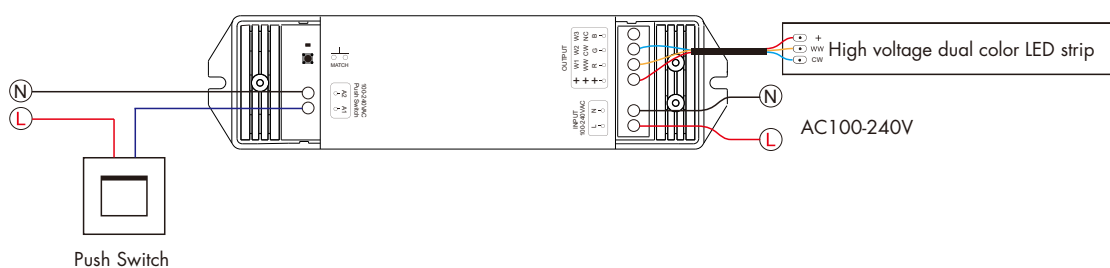 N
L
Push Switch
MATCH
100-240VAC
Push Switch
A2
A1
OUTPUT
W3 NC B
W2 CW G
W1 WW R
+ + +
INPUT
100-240VAC
N
L
+
WW
CW
High voltage dual color LED strip
N
L
AC100-240V